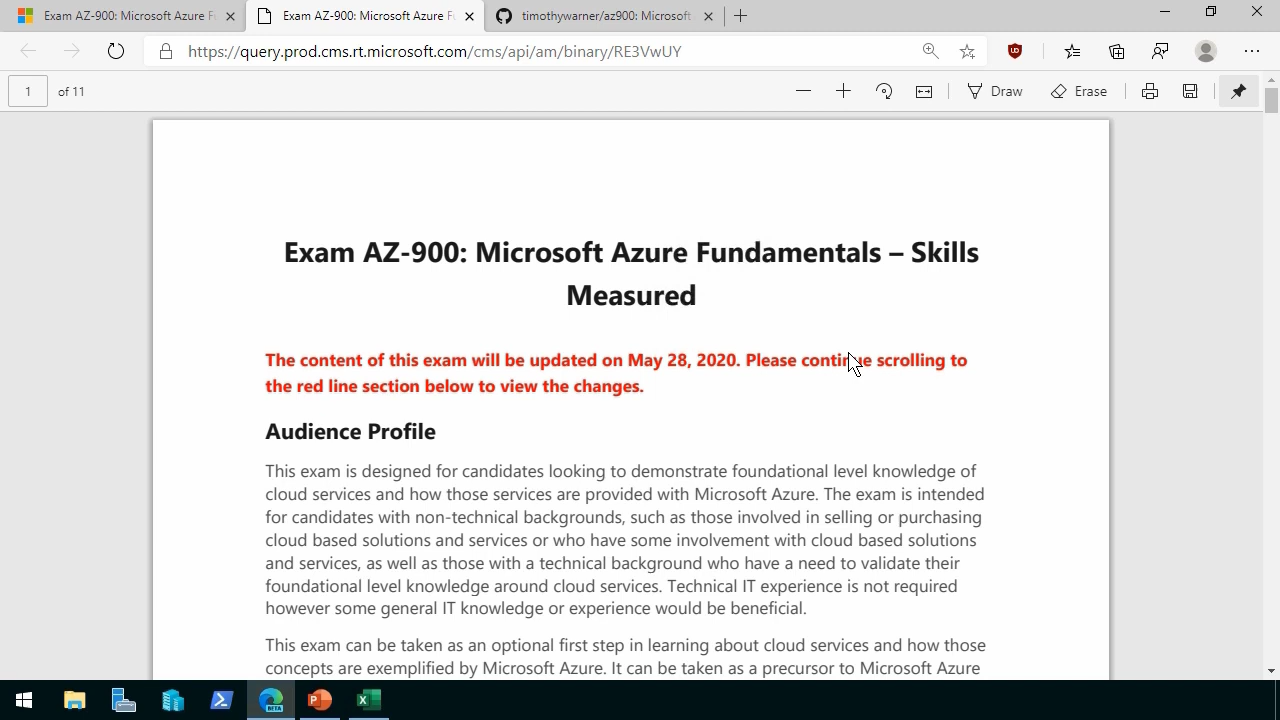 Exam AZ-900: Microsoft Azure F
Exam AZ-900: Microsoft Azure Fu
timothywarner/az900: Microsoft
https://query.prod.cms.rt.microsoft.com/cms/api/am/binary/RE3VwUY
1 of 11
Draw
Erase
Exam AZ-900: Microsoft Azure Fundamentals – Skills
Measured
The content of this exam will be updated on May 28, 2020. Please continue scrolling to
the red line section below to view the changes.
Audience Profile
This exam is designed for candidates looking to demonstrate foundational level knowledge of
cloud services and how those services are provided with Microsoft Azure. The exam is intended
for candidates with non-technical backgrounds, such as those involved in selling or purchasing
cloud based solutions and services or who have some involvement with cloud based solutions
and services, as well as those with a technical background who have a need to validate their
foundational level knowledge around cloud services. Technical IT experience is not required
however some general IT knowledge or experience would be beneficial.
This exam can be taken as an optional first step in learning about cloud services and how those
concepts are exemplified by Microsoft Azure. It can be taken as a precursor to Microsoft Azure
BETA